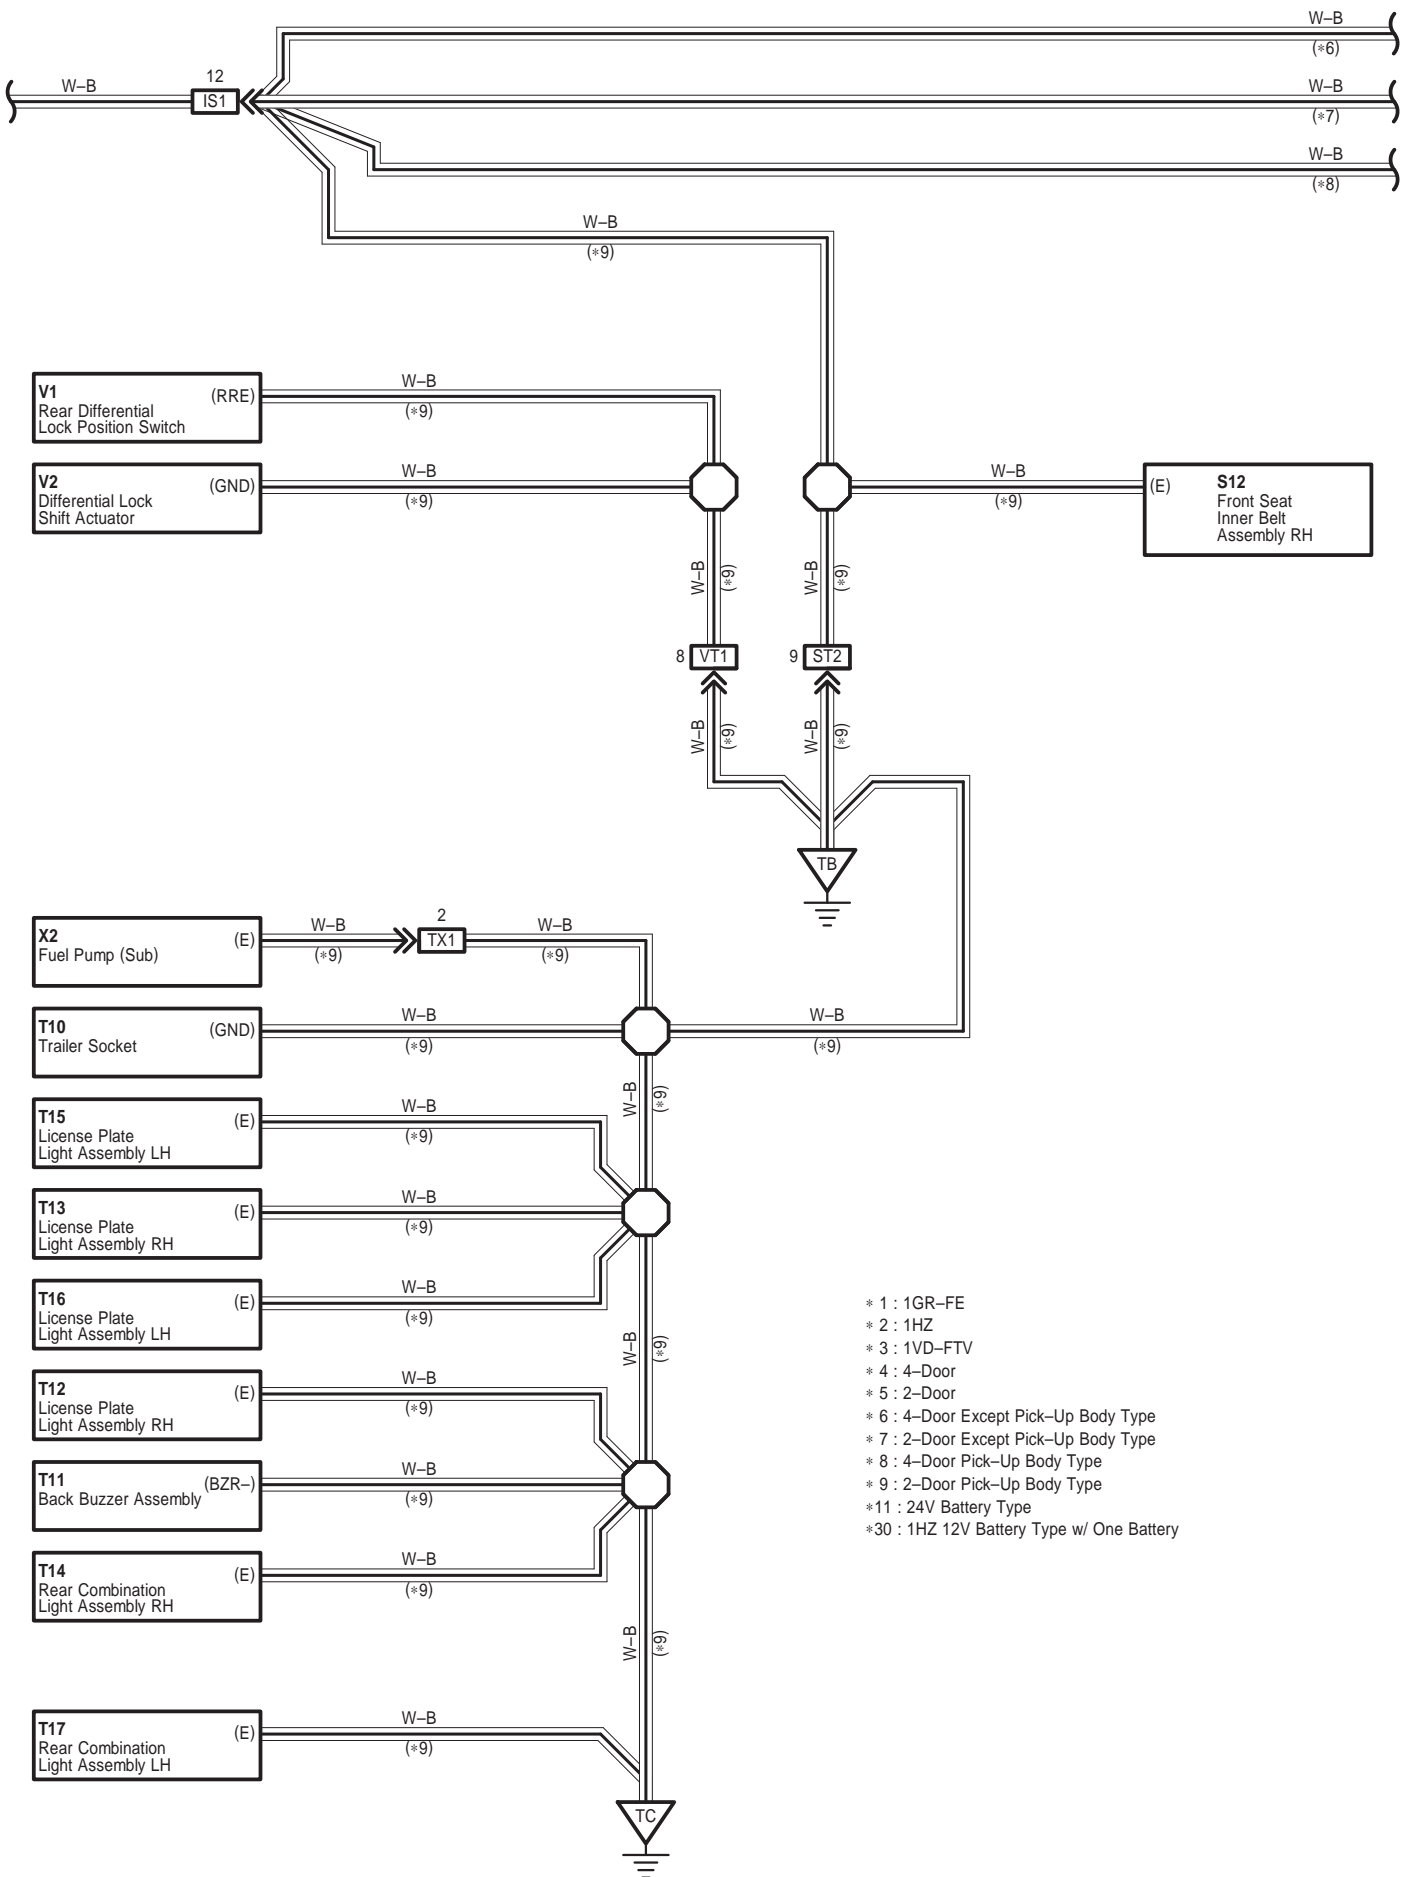 W–B
(*6)
12
W–B
IS1
W–B
(*7)
W–B
(*8)
W–B
(*9)
V1
(RRE)
Rear Differential
Lock Position Switch
W–B
(*9)
V2
(GND)
Differential Lock
Shift Actuator
W–B
(*9)
W–B
(*9)
(E)
S12
Front Seat
Inner Belt
Assembly RH
W–B
(*9)
W–B
(*9)
8
VT1
9
ST2
W–B
(*9)
W–B
(*9)
TB
X2
(E)
Fuel Pump (Sub)
W–B
(*9)
2
TX1
W–B
(*9)
T10
(GND)
Trailer Socket
W–B
(*9)
W–B
(*9)
W–B
(*9)
T15
(E)
License Plate
Light Assembly LH
W–B
(*9)
T13
(E)
License Plate
Light Assembly RH
W–B
(*9)
T16
(E)
License Plate
Light Assembly LH
W–B
(*9)
W–B
(*9)
T12
(E)
License Plate
Light Assembly RH
W–B
(*9)
T11
(BZR–)
Back Buzzer Assembly
W–B
(*9)
T14
(E)
Rear Combination
Light Assembly RH
W–B
(*9)
W–B
(*9)
T17
(E)
Rear Combination
Light Assembly LH
W–B
(*9)
TC
* 1 : 1GR–FE
* 2 : 1HZ
* 3 : 1VD–FTV
* 4 : 4–Door
* 5 : 2–Door
* 6 : 4–Door Except Pick–Up Body Type
* 7 : 2–Door Except Pick–Up Body Type
* 8 : 4–Door Pick–Up Body Type
* 9 : 2–Door Pick–Up Body Type
*11 : 24V Battery Type
*30 : 1HZ 12V Battery Type w/ One Battery